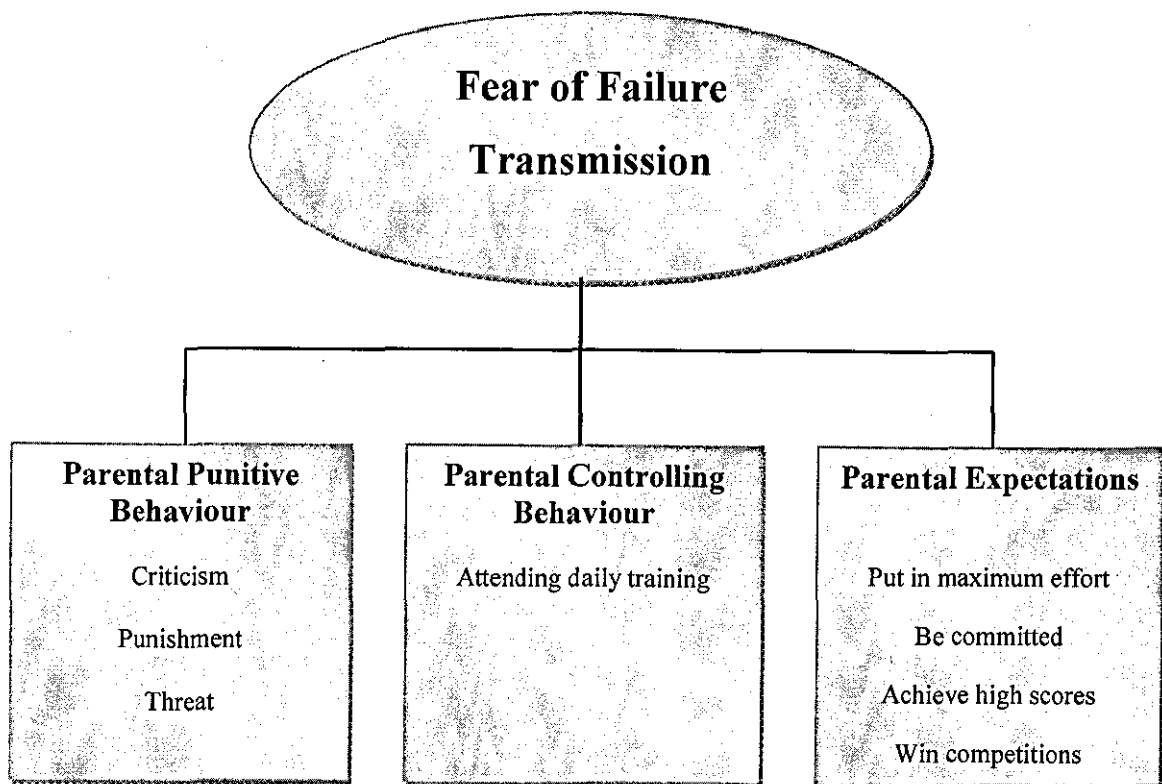 Fear of Failure
Transmission
Parental Punitive
Behaviour
Criticism
Punishment
Threat
Parental Controlling
Behaviour
Attending daily training
Parental Expectations
Put in maximum effort
Be committed
Achieve high scores
Win competitions